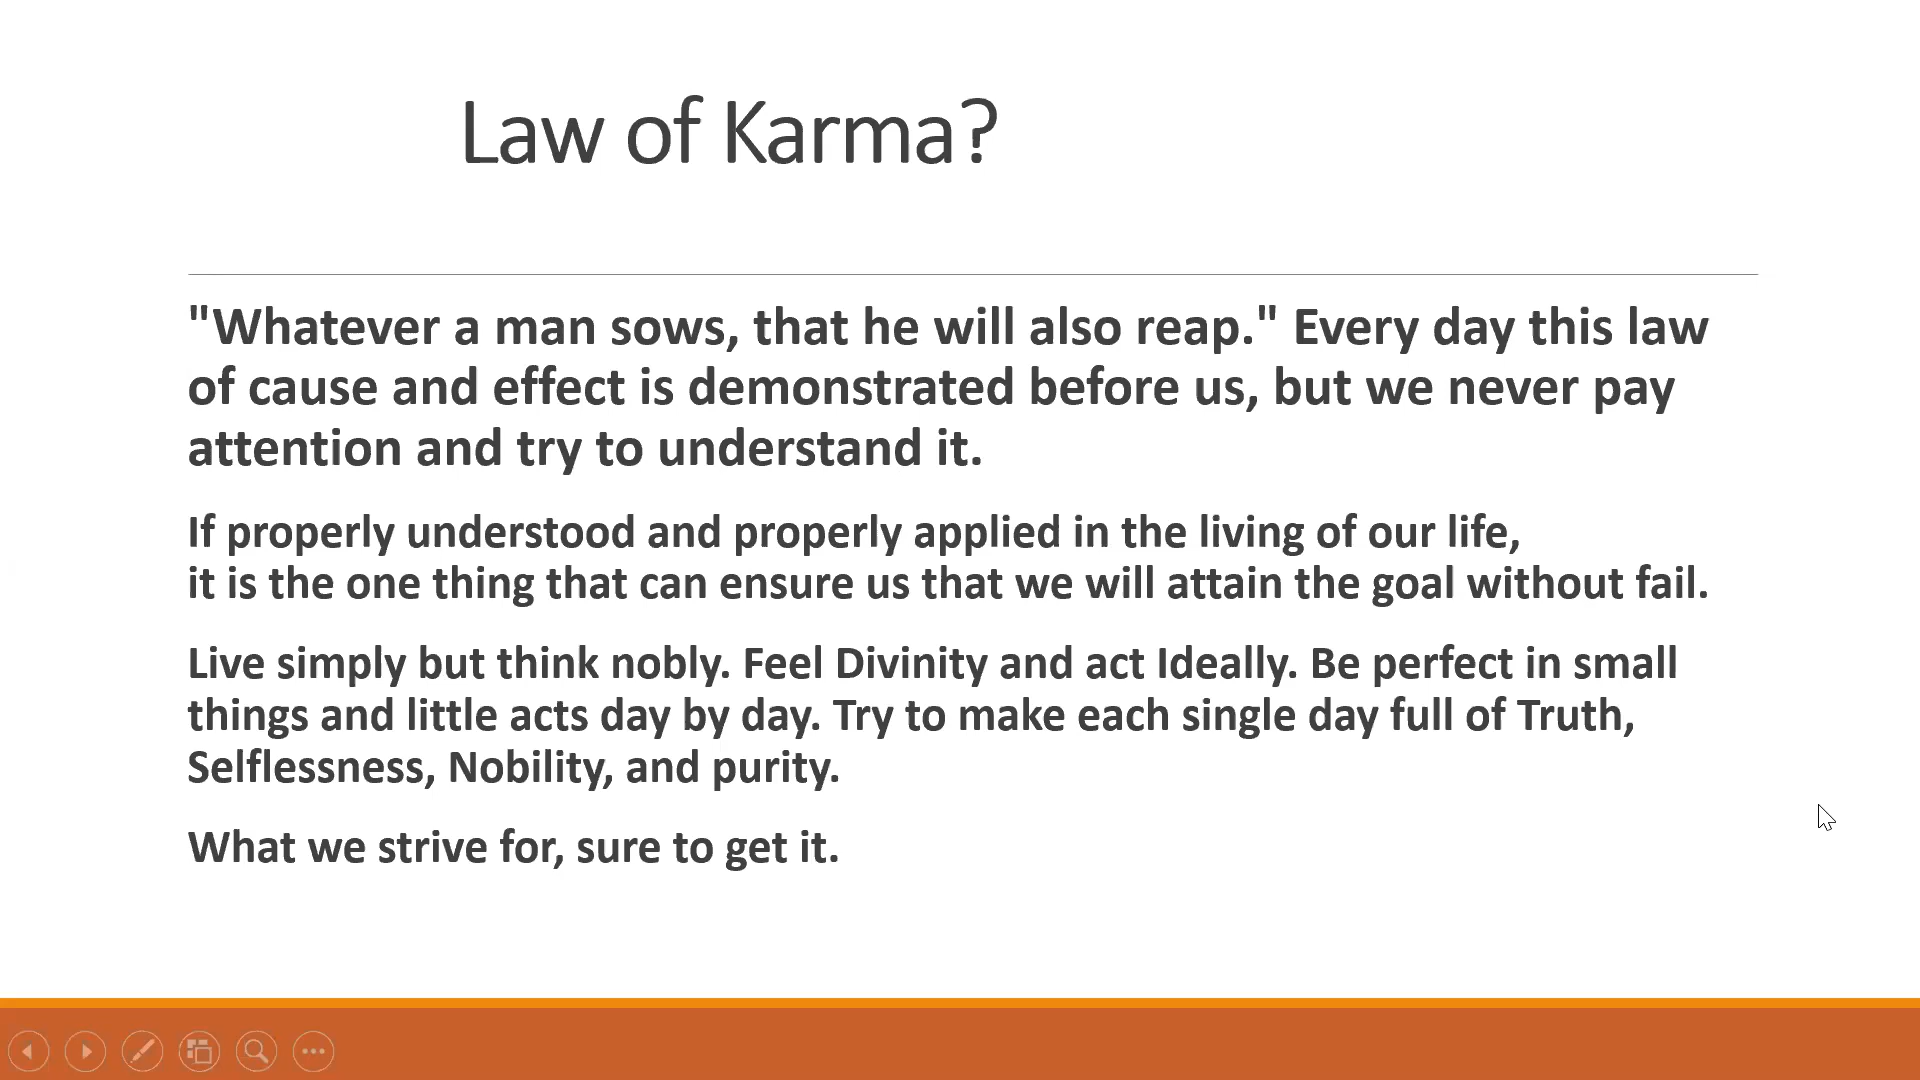 Law of Karma?
"Whatever a man sows, that he will also reap." Every day this law
of cause and effect is demonstrated before us, but we never pay
attention and try to understand it.
If properly understood and properly applied in the living of our life,
it is the one thing that can ensure us that we will attain the goal without fail.
Live simply but think nobly. Feel Divinity and act Ideally. Be perfect in small
things and little acts day by day. Try to make each single day full of Truth,
Selflessness, Nobility, and purity.
What we strive for, sure to get it.